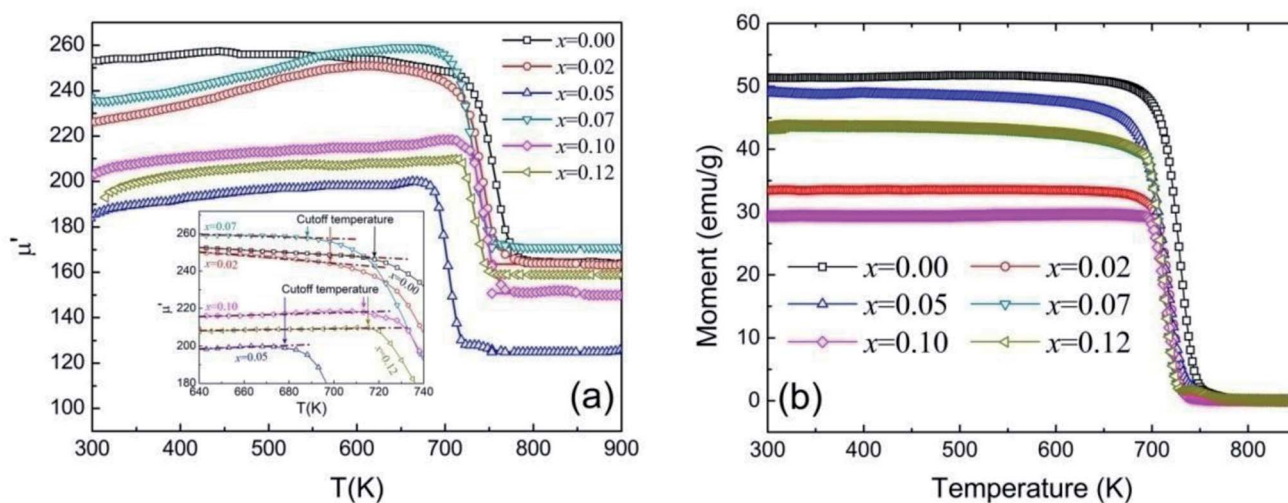 260
240
220
200
180
160
140
120
100
μ'
300 400 500 600 700 800 900
T(K)
x=0.00
x=0.02
x=0.05
x=0.07
x=0.10
x=0.12
(a)
x=0.07
Cutoff temperature
260
240
220
200
180
μ'
x=0.02
x=0.00
Cutoff temperature
x=0.10
x=0.05
x=0.12
640 660 680 700 720 740
T(K)
60
50
40
30
20
10
0
Moment (emu/g)
x=0.00 x=0.02
x=0.05 x=0.07
x=0.10 x=0.12
(b)
300 400 500 600 700 800
Temperature (K)